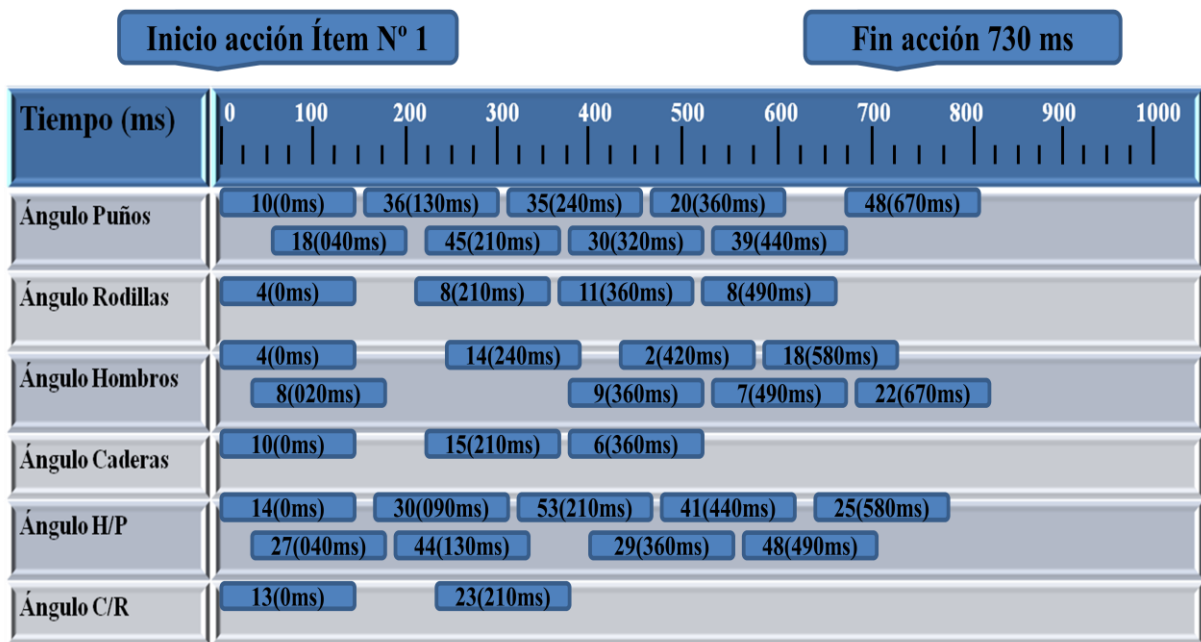 Inicio acción Ítem Nº 1
Fin acción 730 ms
Tiempo (ms)
0 100 200 300 400 500 600 700 800 900 1000
Ángulo Puños
10(0ms) 36(130ms) 35(240ms) 20(360ms) 48(670ms)
18(040ms) 45(210ms) 30(320ms) 39(440ms)
Ángulo Rodillas
4(0ms) 8(210ms) 11(360ms) 8(490ms)
Ángulo Hombros
4(0ms) 14(240ms) 2(420ms) 18(580ms)
8(020ms) 9(360ms) 7(490ms) 22(670ms)
Ángulo Caderas
10(0ms) 15(210ms) 6(360ms)
Ángulo H/P
14(0ms) 30(090ms) 53(210ms) 41(440ms) 25(580ms)
27(040ms) 44(130ms) 29(360ms) 48(490ms)
Ángulo C/R
13(0ms) 23(210ms)